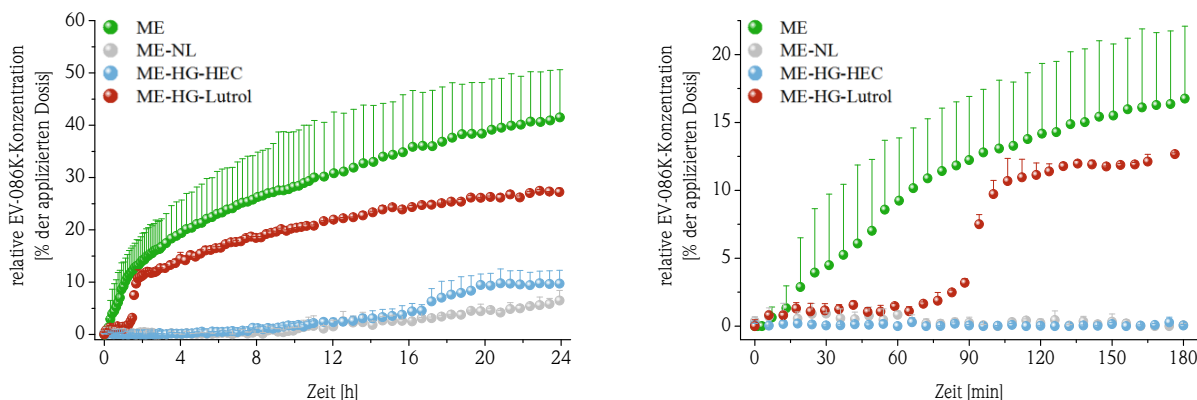 relative EV-086K-Konzentration
[% der applizierten Dosis]
60
50
40
30
20
10
0
ME
ME-NL
ME-HG-HEC
ME-HG-Lutrol
0
4
8
12
16
20
24
Zeit [h]
relative EV-086K-Konzentration
[% der applizierten Dosis]
20
15
10
5
0
ME
ME-NL
ME-HG-HEC
ME-HG-Lutrol
0
30
60
90
120
150
180
Zeit [min]